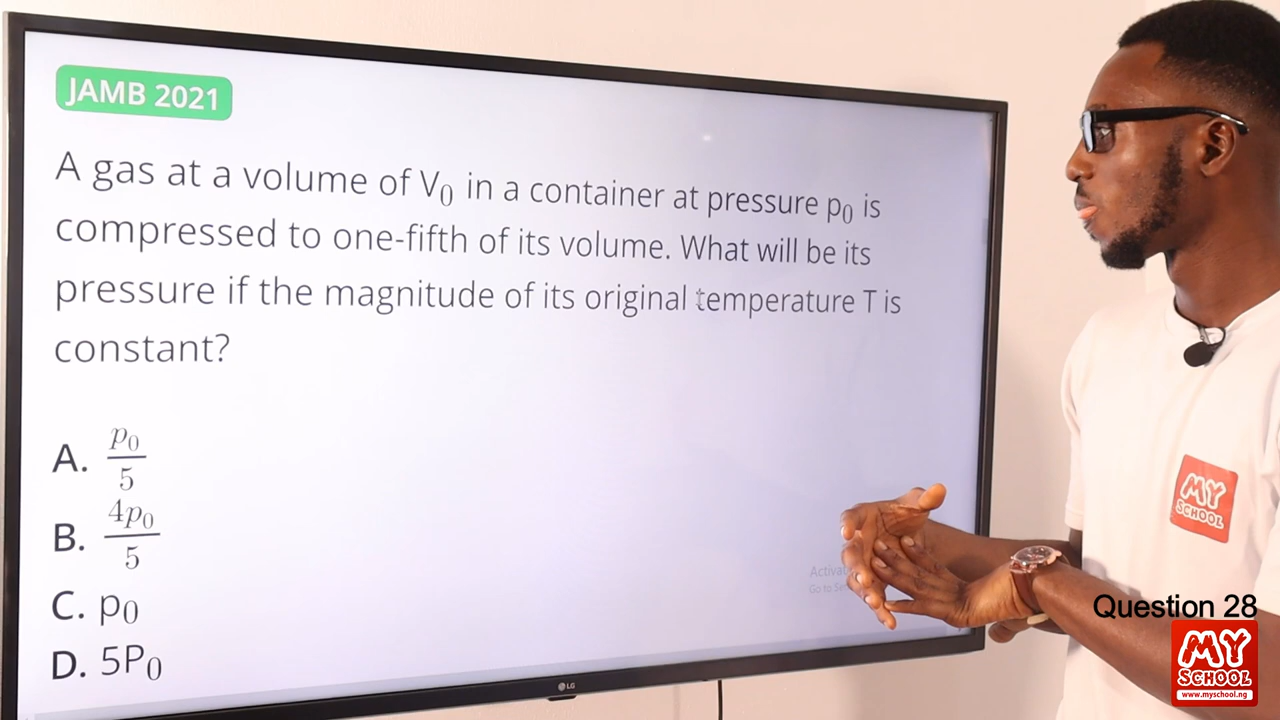 JAMB 2021
A gas at a volume of V₀ in a container at pressure p₀ is
compressed to one-fifth of its volume. What will be its
pressure if the magnitude of its original temperature T is
constant?
A. p₀/5
B. 4p₀/5
C. p₀
D. 5P₀
LG
MY
SCHOOL
Question 28
MY
SCHOOL
www.myschool.ng